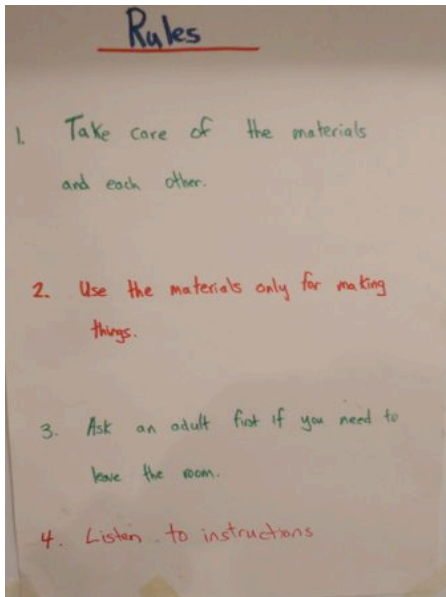 Rules
1. Take care of the materials
and each other.
2. Use the materials only for making
things.
3. Ask an adult first if you need to
leave the room.
4. Listen to instructions